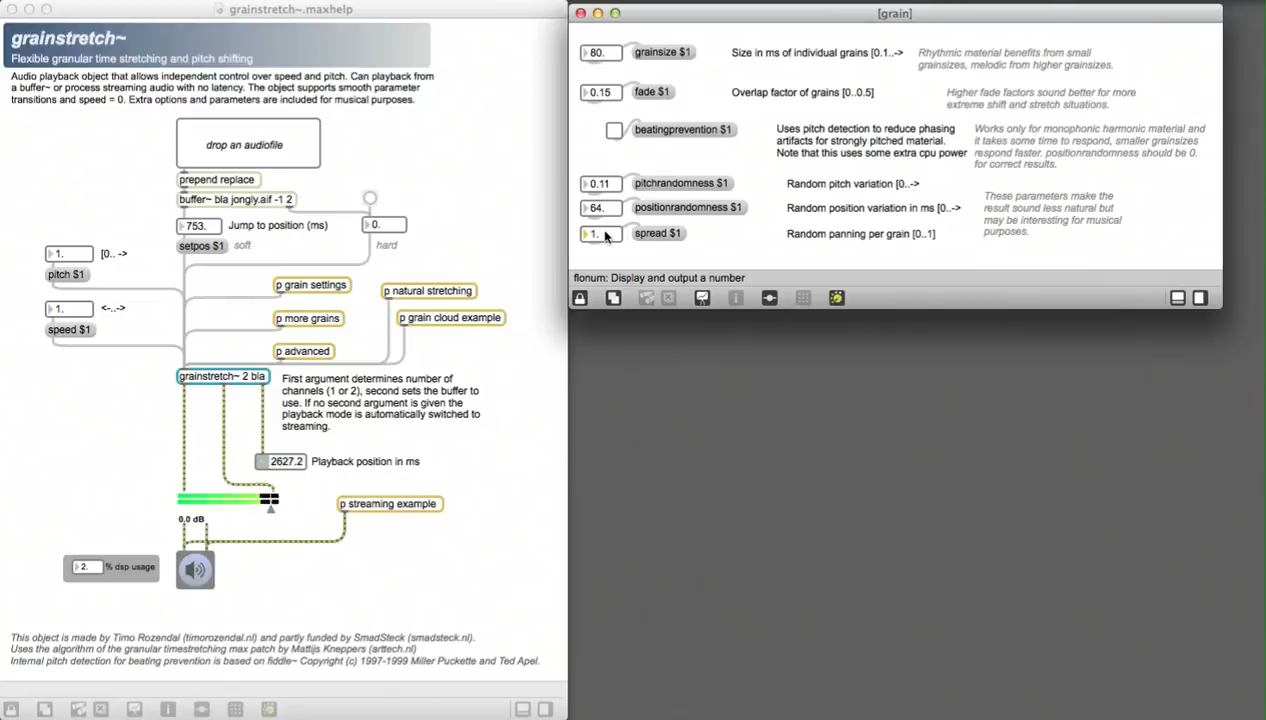 grainstretch~.maxhelp
grainstretch~
Flexible granular time stretching and pitch shifting
Audio playback object that allows independent control over speed and pitch. Can playback from
a buffer~ or process streaming audio with no latency. The object supports smooth parameter
transitions and speed = 0. Extra options and parameters are included for musical purposes.
drop an audiofile
prepend replace
buffer~ bla jongly.aif -1 2
753.
Jump to position (ms)
0.
setpos $1
soft
hard
1.
[0.. ->
pitch $1
1.
<-..->
speed $1
p grain settings
p natural stretching
p more grains
p grain cloud example
p advanced
grainstretch~ 2 bla
First argument determines number of
channels (1 or 2), second sets the buffer to
use. If no second argument is given the
playback mode is automatically switched to
streaming.
2627.2
Playback position in ms
p streaming example
0.0 dB
2.
% dsp usage
This object is made by Timo Rozendal (timorozendal.nl) and partly funded by SmadSteck (smadsteck.nl).
Uses the algorithm of the granular timestretching max patch by Mattijs Kneppers (arttech.nl)
Internal pitch detection for beating prevention is based on fiddle~ Copyright (c) 1997-1999 Miller Puckette and Ted Apel.
[grain]
80.
grainsize $1
Size in ms of individual grains [0.1..->
Rhythmic material benefits from small
grainsizes, melodic from higher grainsizes.
0.15
fade $1
Overlap factor of grains [0..0.5]
Higher fade factors sound better for more
extreme shift and stretch situations.
beatingprevention $1
Uses pitch detection to reduce phasing
artifacts for strongly pitched material.
Note that this uses some extra cpu power
Works only for monophonic harmonic material and
it takes some time to respond, smaller grainsizes
respond faster. positionrandomness should be 0.
for correct results.
0.11
pitchrandomness $1
Random pitch variation [0..->
64.
positionrandomness $1
Random position variation in ms [0..->
These parameters make the
result sound less natural but
may be interesting for musical
purposes.
1.
spread $1
Random panning per grain [0..1]
flonum: Display and output a number